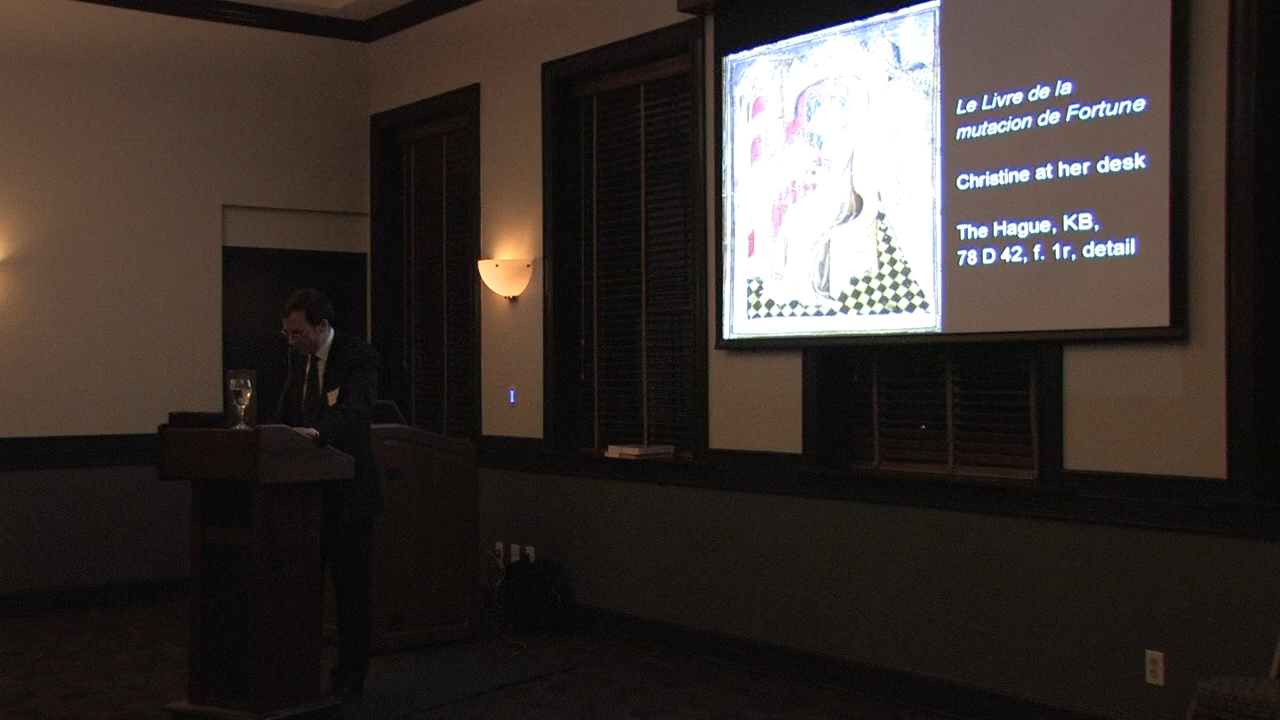 Le Livre de la
mutacion de Fortune
Christine at her desk
The Hague, KB,
78 D 42, f. 1r, detail